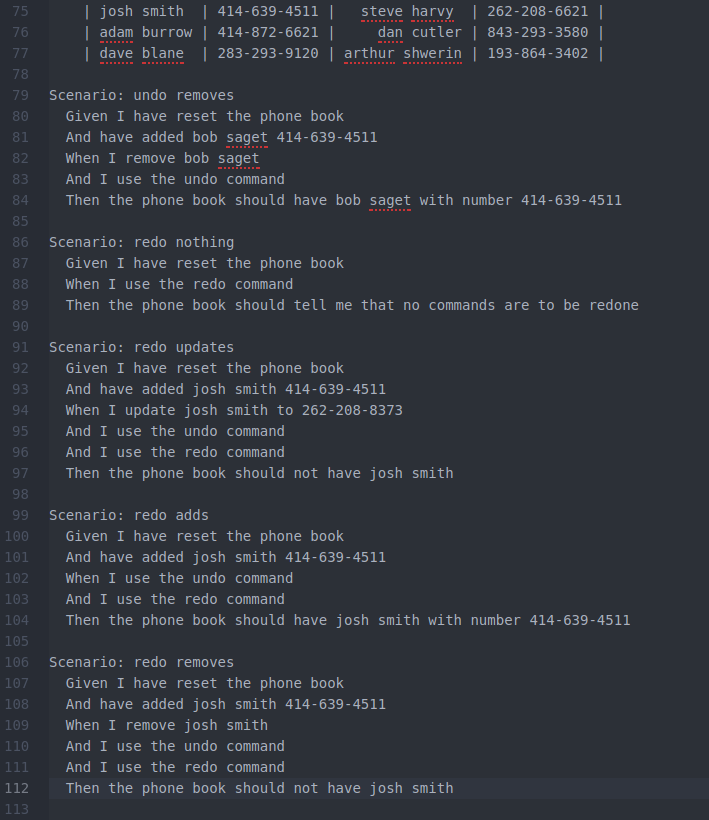 75 | josh smith | 414-639-4511 | steve harvy | 262-208-6621 |
76 | adam burrow | 414-872-6621 | dan cutler | 843-293-3580 |
77 | dave blane | 283-293-9120 | arthur shwerin | 193-864-3402 |
78
79 Scenario: undo removes
80 Given I have reset the phone book
81 And have added bob saget 414-639-4511
82 When I remove bob saget
83 And I use the undo command
84 Then the phone book should have bob saget with number 414-639-4511
85
86 Scenario: redo nothing
87 Given I have reset the phone book
88 When I use the redo command
89 Then the phone book should tell me that no commands are to be redone
90
91 Scenario: redo updates
92 Given I have reset the phone book
93 And have added josh smith 414-639-4511
94 When I update josh smith to 262-208-8373
95 And I use the undo command
96 And I use the redo command
97 Then the phone book should not have josh smith
98
99 Scenario: redo adds
100 Given I have reset the phone book
101 And have added josh smith 414-639-4511
102 When I use the undo command
103 And I use the redo command
104 Then the phone book should have josh smith with number 414-639-4511
105
106 Scenario: redo removes
107 Given I have reset the phone book
108 And have added josh smith 414-639-4511
109 When I remove josh smith
110 And I use the undo command
111 And I use the redo command
112 Then the phone book should not have josh smith
113